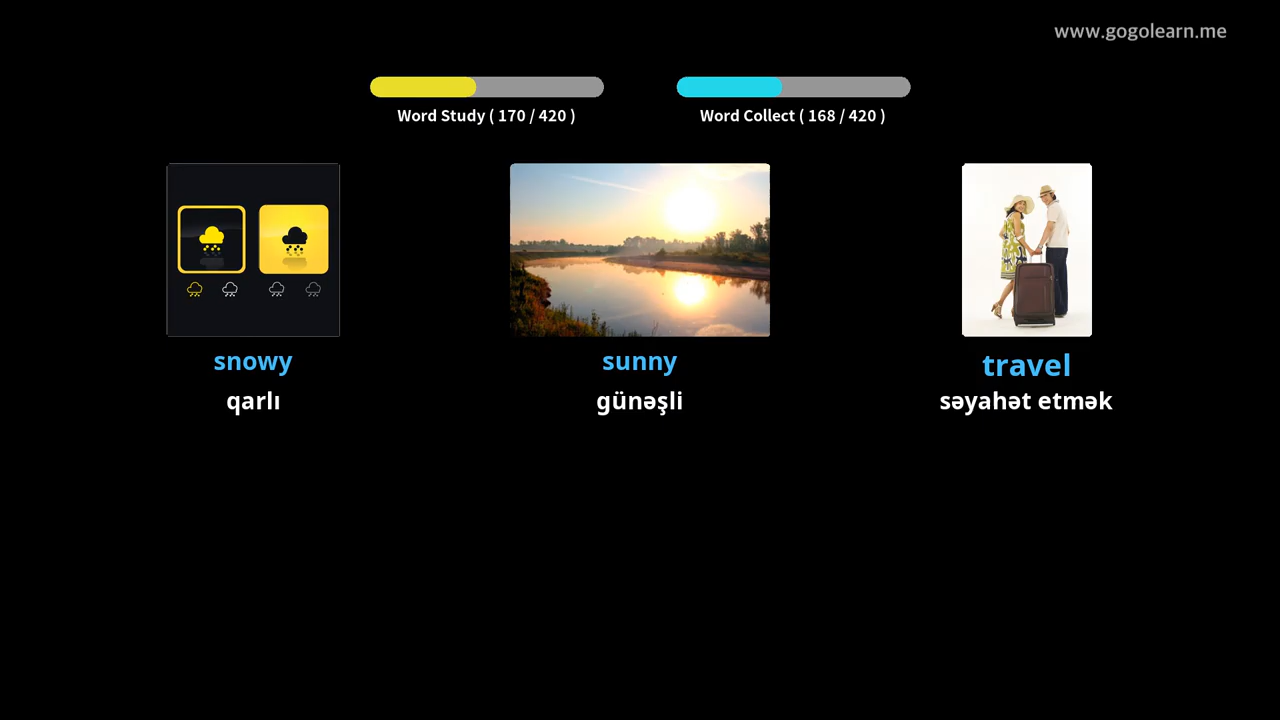 www.gogolearn.me
Word Study ( 170 / 420 )
Word Collect ( 168 / 420 )
snowy
qarlı
sunny
günəşli
travel
səyahət etmək